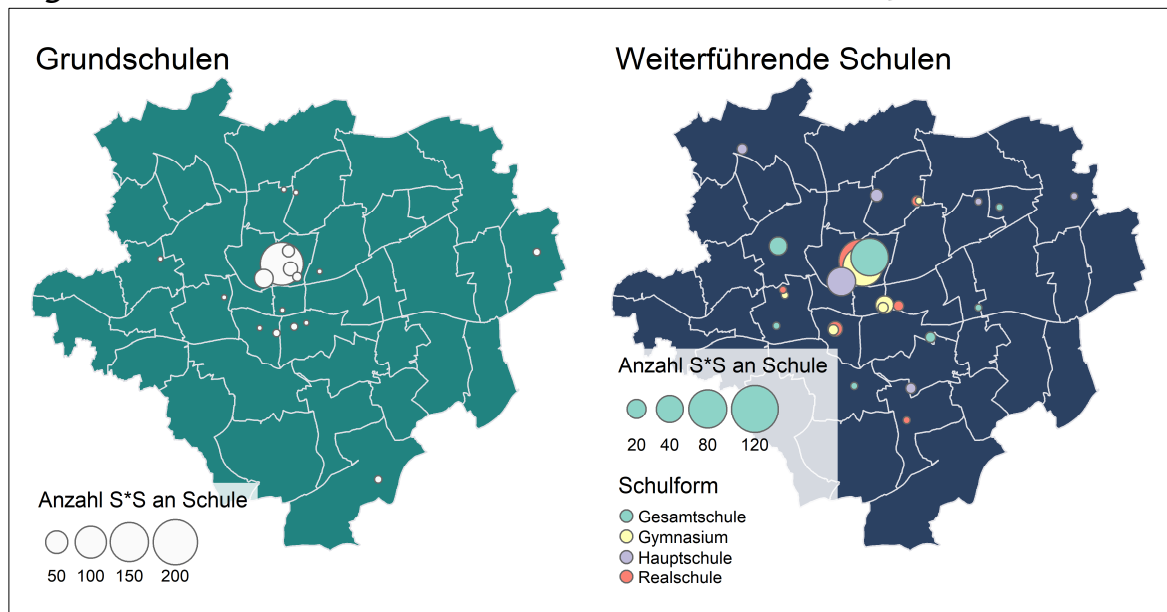 Grundschulen
Anzahl S*S an Schule
50 100 150 200
Weiterführende Schulen
Anzahl S*S an Schule
20 40 80 120
Schulform
Gesamtschule
Gymnasium
Hauptschule
Realschule